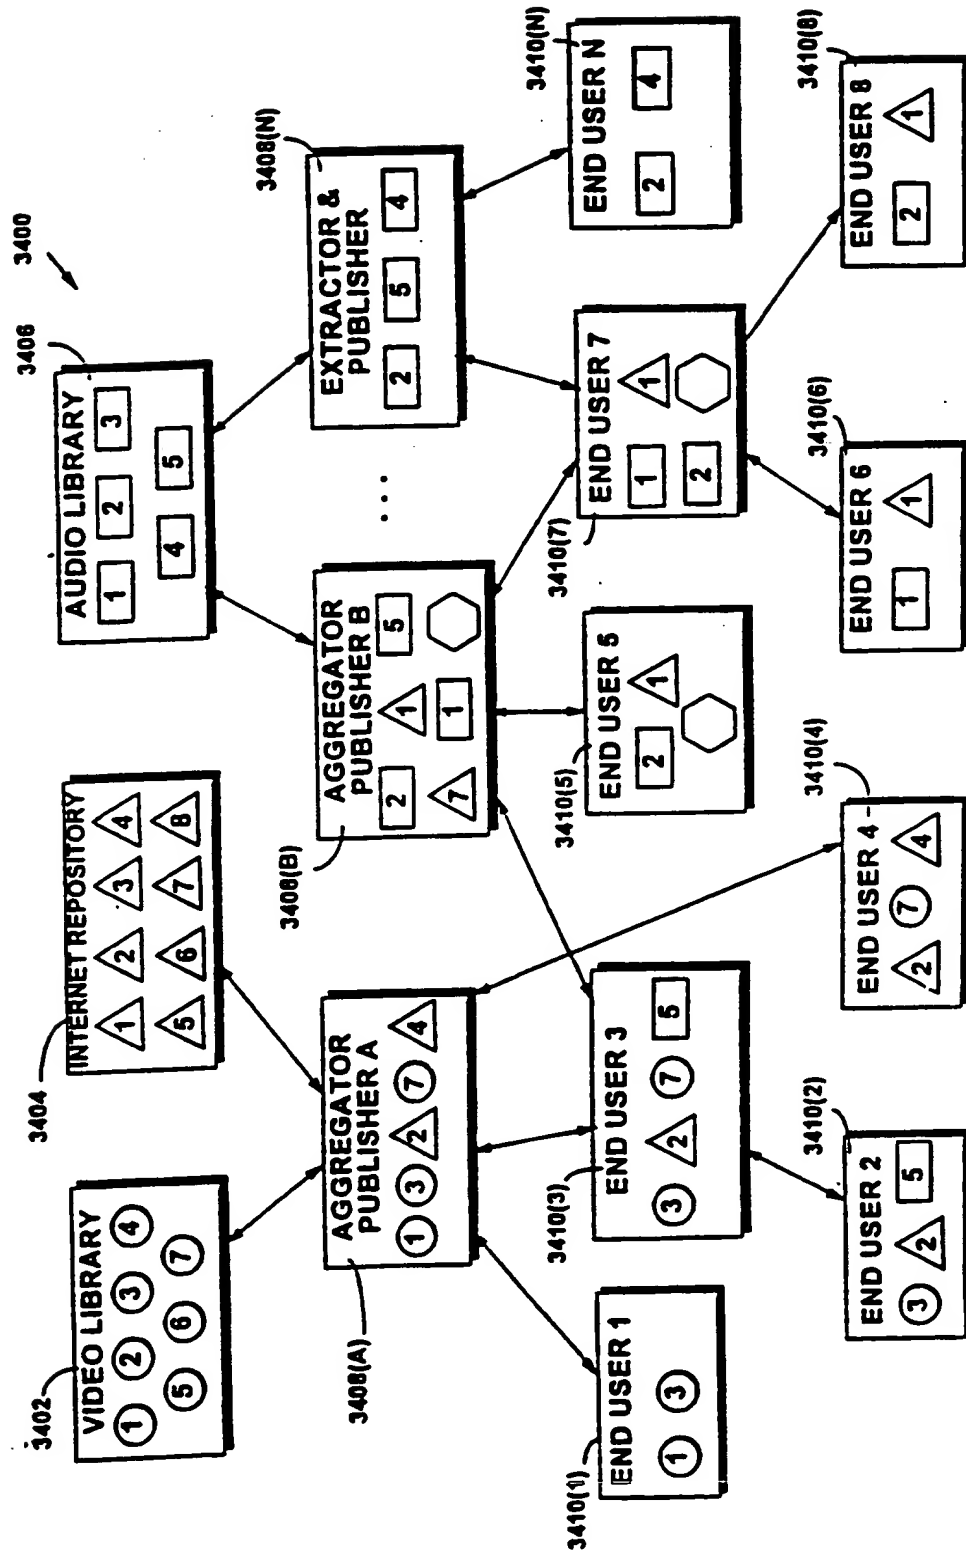 3400
3402
VIDEO LIBRARY
1 2 3 4
5 6 7
3404
INTERNET REPOSITORY
1 2 3 4
5 6 7 8
3406
AUDIO LIBRARY
1 2 3
4 5
3408(A)
AGGREGATOR
PUBLISHER A
1 3 2 7 4
3408(B)
AGGREGATOR
PUBLISHER B
2 1 5
7 1
...
3408(N)
EXTRACTOR &
PUBLISHER
2 5 4
3410(1)
END USER 1
1 3
3410(3)
END USER 3
3 2 7 5
3410(5)
END USER 5
2 1
3410(7)
END USER 7
1 1
2
3410(N)
END USER N
2 4
3410(2)
END USER 2
3 2 5
3410(4)
END USER 4
2 7 4
3410(6)
END USER 6
1 1
3410(8)
END USER 8
2 1